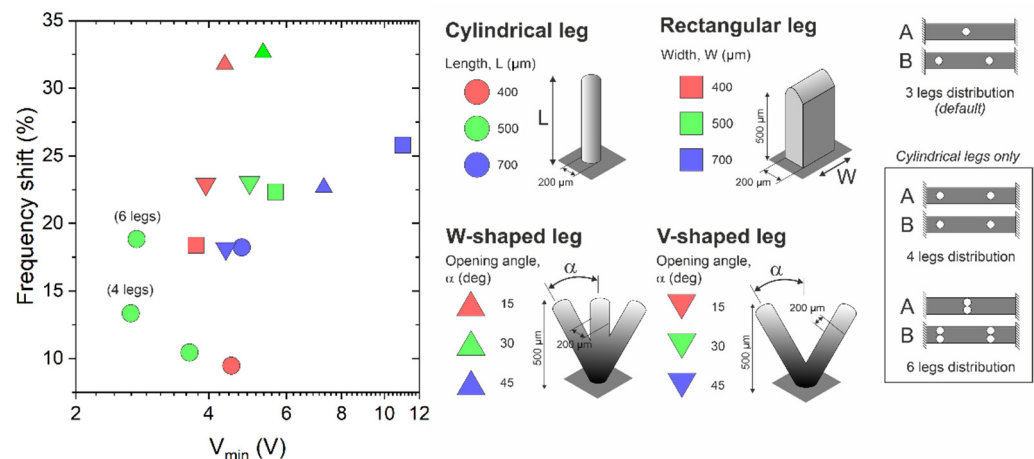 35
30
25
20
15
10
Frequency shift (%)
(6 legs)
(4 legs)
2
4
6
8
10
12
Vmin (V)
Cylindrical leg
Length, L (μm)
400
500
700
L
200 μm
Rectangular leg
Width, W (μm)
400
500
700
500 μm
200 μm
W
W-shaped leg
Opening angle,
α (deg)
15
30
45
α
500 μm
200 μm
V-shaped leg
Opening angle,
α (deg)
15
30
45
α
500 μm
200 μm
A
B
3 legs distribution
(default)
Cylindrical legs only
A
B
4 legs distribution
A
B
6 legs distribution